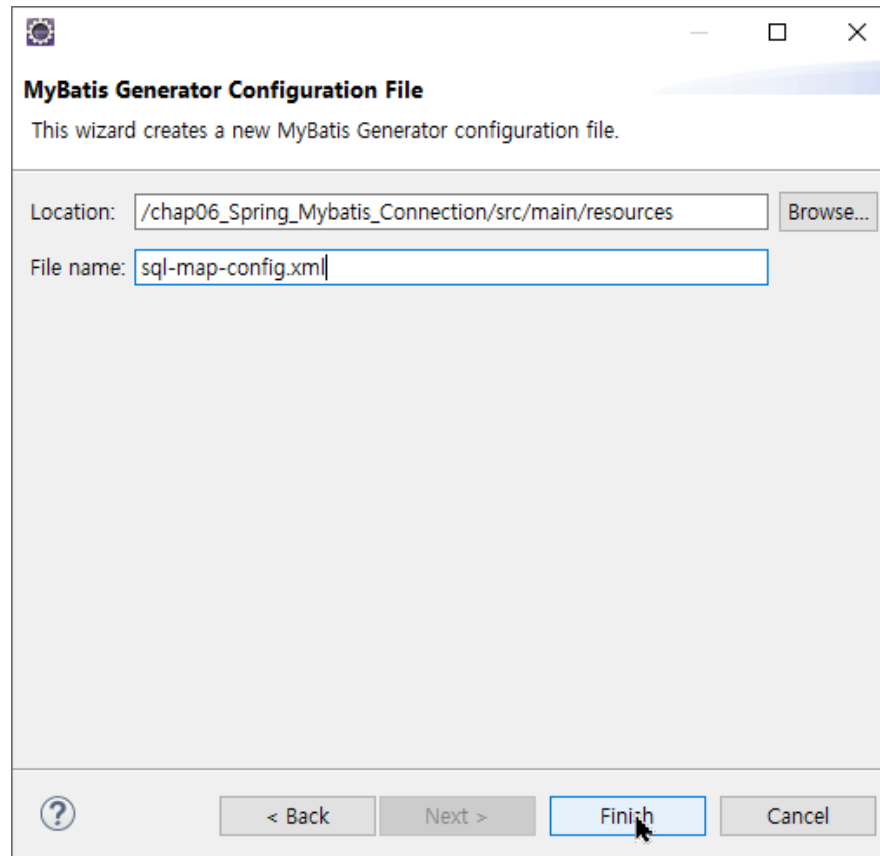 MyBatis Generator Configuration File
This wizard creates a new MyBatis Generator configuration file.
Location: /chap06_Spring_Mybatis_Connection/src/main/resources Browse...
File name: sql-map-config.xml
? < Back Next > Finish Cancel